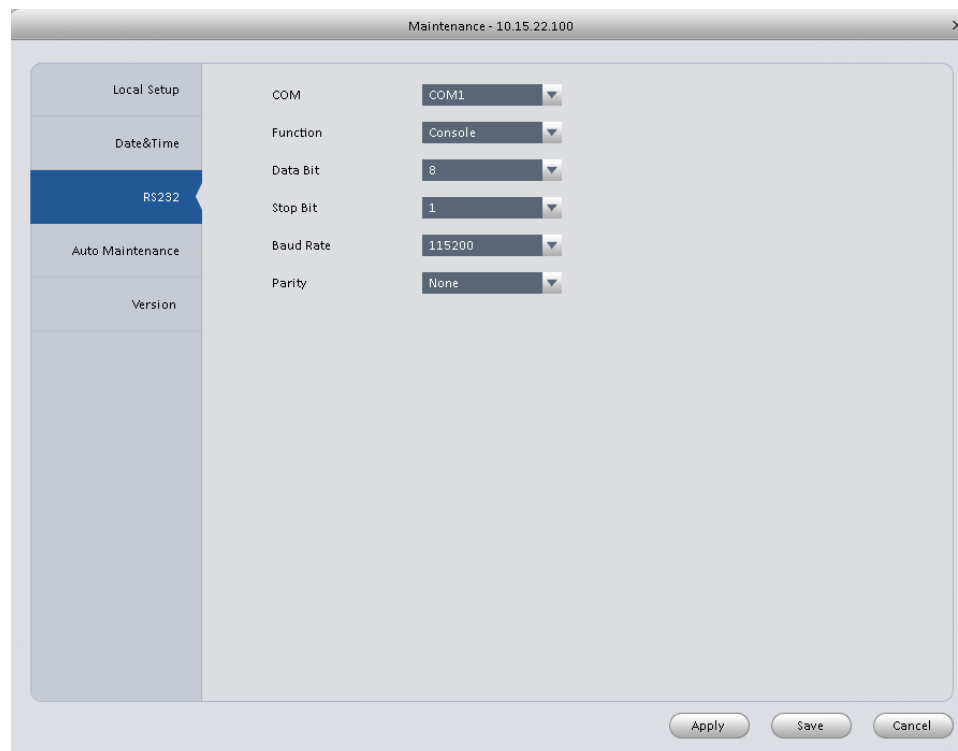 Maintenance - 10.15.22.100
Local Setup
Date&Time
RS232
Auto Maintenance
Version
COM COM1
Function Console
Data Bit 8
Stop Bit 1
Baud Rate 115200
Parity None
Apply Save Cancel